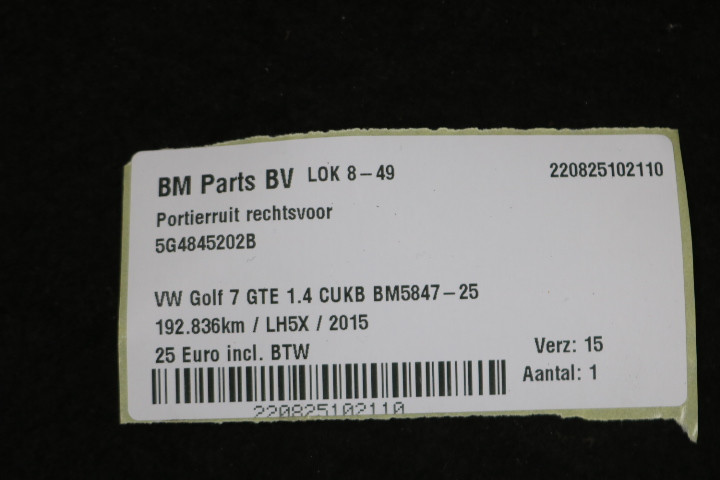 BM Parts BV LOK 8-49 220825102110
Portierruit rechtsvoor
5G4845202B
VW Golf 7 GTE 1.4 CUKB BM5847-25
192.836km / LH5X / 2015
25 Euro incl. BTW Verz: 15
Aantal: 1
220825102110